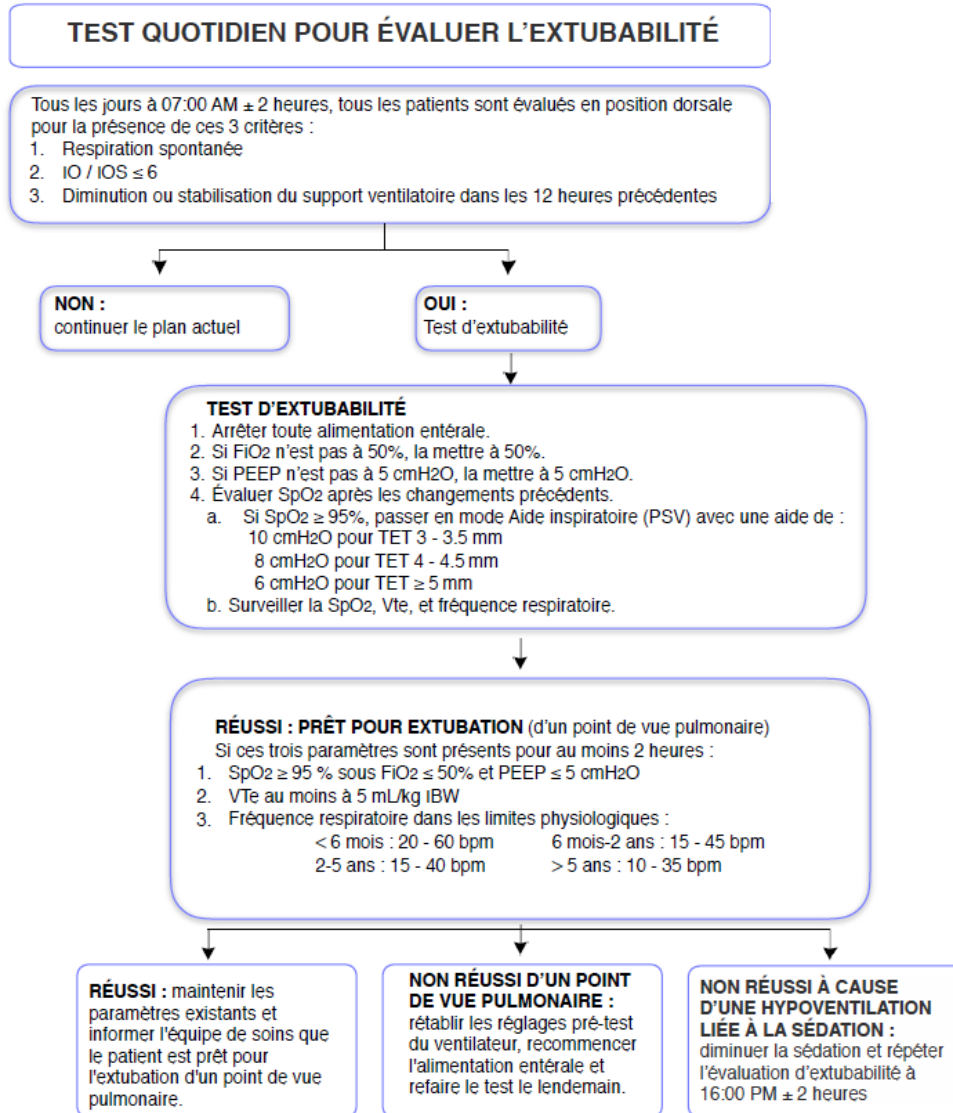 TEST QUOTIDIEN POUR ÉVALUER L'EXTUBABILITÉ
Tous les jours à 07:00 AM ± 2 heures, tous les patients sont évalués en position dorsale
pour la présence de ces 3 critères :
1. Respiration spontanée
2. IO / IOS ≤ 6
3. Diminution ou stabilisation du support ventilatoire dans les 12 heures précédentes
NON :
continuer le plan actuel
OUI :
Test d'extubabilité
TEST D'EXTUBABILITÉ
1. Arrêter toute alimentation entérale.
2. Si FiO2 n'est pas à 50%, la mettre à 50%.
3. Si PEEP n'est pas à 5 cmH2O, la mettre à 5 cmH2O.
4. Évaluer SpO2 après les changements précédents.
a. Si SpO2 ≥ 95%, passer en mode Aide inspiratoire (PSV) avec une aide de :
10 cmH2O pour TET 3 - 3.5 mm
8 cmH2O pour TET 4 - 4.5 mm
6 cmH2O pour TET ≥ 5 mm
b. Surveiller la SpO2, Vte, et fréquence respiratoire.
RÉUSSI : PRÊT POUR EXTUBATION (d'un point de vue pulmonaire)
Si ces trois paramètres sont présents pour au moins 2 heures :
1. SpO2 ≥ 95 % sous FiO2 ≤ 50% et PEEP ≤ 5 cmH2O
2. VTe au moins à 5 mL/kg IBW
3. Fréquence respiratoire dans les limites physiologiques :
< 6 mois : 20 - 60 bpm 6 mois-2 ans : 15 - 45 bpm
2-5 ans : 15 - 40 bpm > 5 ans : 10 - 35 bpm
RÉUSSI : maintenir les
paramètres existants et
informer l'équipe de soins que
le patient est prêt pour
l'extubation d'un point de vue
pulmonaire.
NON RÉUSSI D'UN POINT
DE VUE PULMONAIRE :
rétablir les réglages pré-test
du ventilateur, recommencer
l'alimentation entérale et
refaire le test le lendemain.
NON RÉUSSI À CAUSE
D'UNE HYPOVENTILATION
LIÉE À LA SÉDATION :
diminuer la sédation et répéter
l'évaluation d'extubabilité à
16:00 PM ± 2 heures